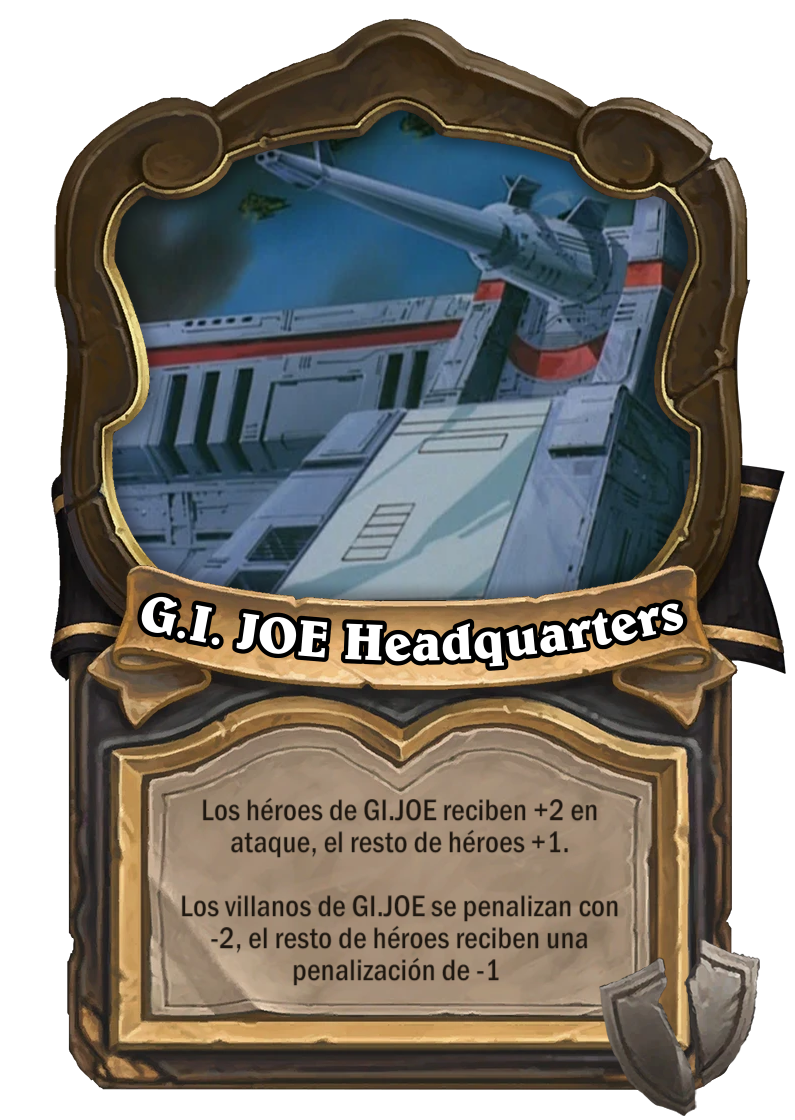 G.I. JOE Headquarters
Los héroes de GI.JOE reciben +2 en
ataque, el resto de héroes +1.
Los villanos de GI.JOE se penalizan con
-2, el resto de héroes reciben una
penalización de -1